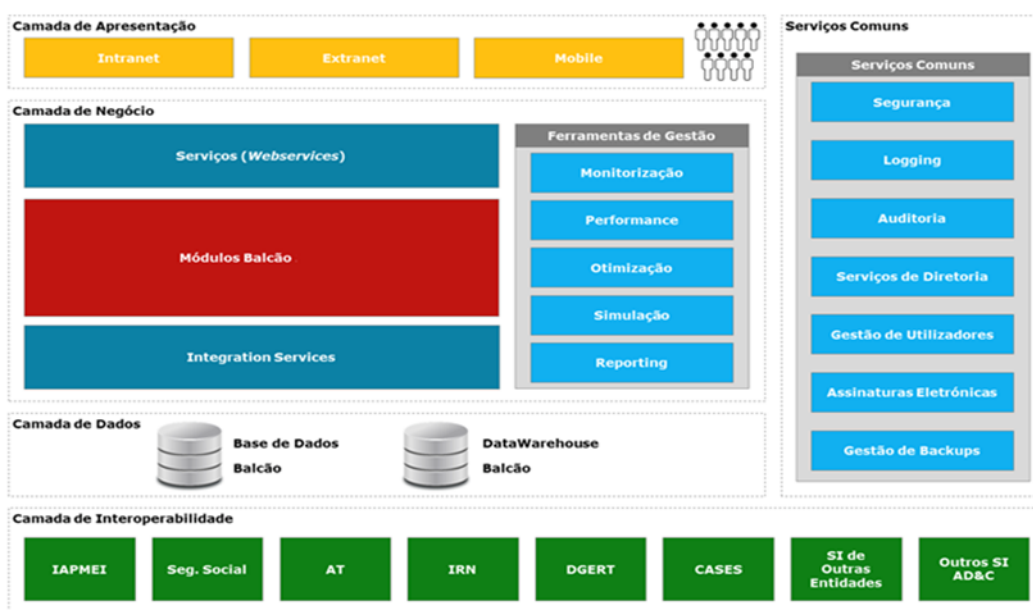 Camada de Apresentação
Intranet
Extranet
Mobile
Camada de Negócio
Serviços (Webservices)
Módulos Balcão
Integration Services
Ferramentas de Gestão
Monitorização
Performance
Otimização
Simulação
Reporting
Camada de Dados
Base de Dados
Balcão
DataWarehouse
Balcão
Serviços Comuns
Serviços Comuns
Segurança
Logging
Auditoria
Serviços de Diretoria
Gestão de Utilizadores
Assinaturas Eletrónicas
Gestão de Backups
Camada de Interoperabilidade
IAPMEI
Seg. Social
AT
IRN
DGERT
CASES
SI de
Outras
Entidades
Outros SI
AD&C